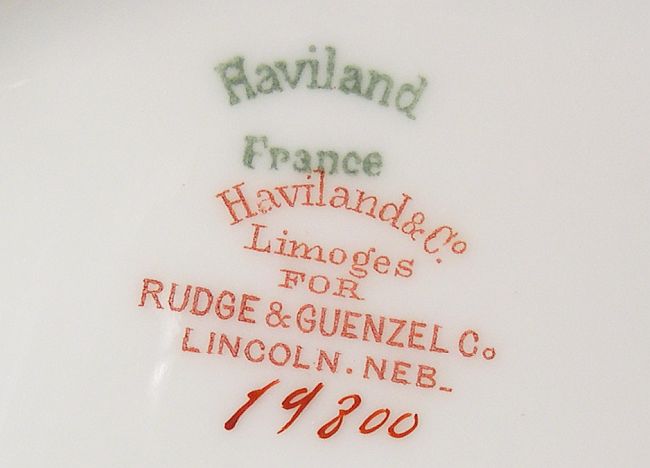 Haviland
France
Haviland & Co.
Limoges
FOR
RUDGE & GUENZEL Co.
LINCOLN. NEB.
19300